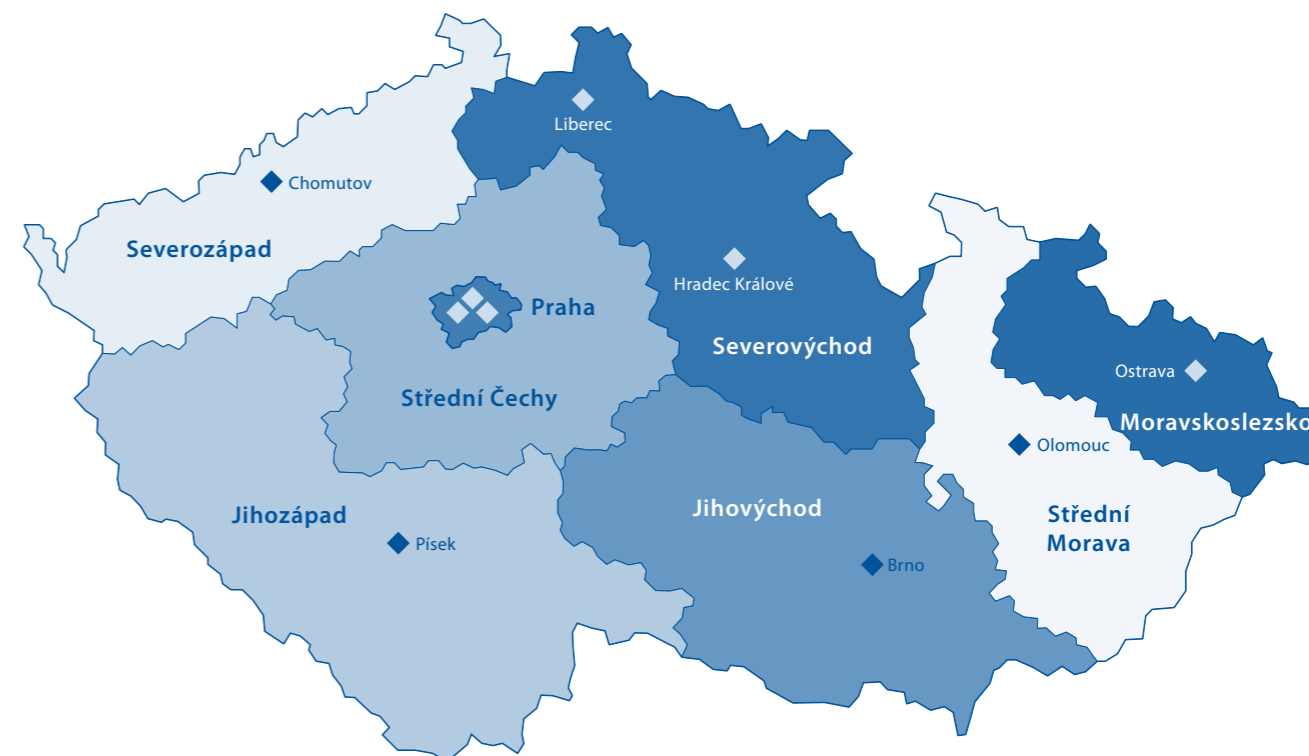 Liberec
Chomutov
Severozápad
Hradec Králové
Praha
Severovýchod
Ostrava
Střední Čechy
Moravskoslezsko
Olomouc
Jihozápad
Jihovýchod
Střední
Morava
Písek
Brno